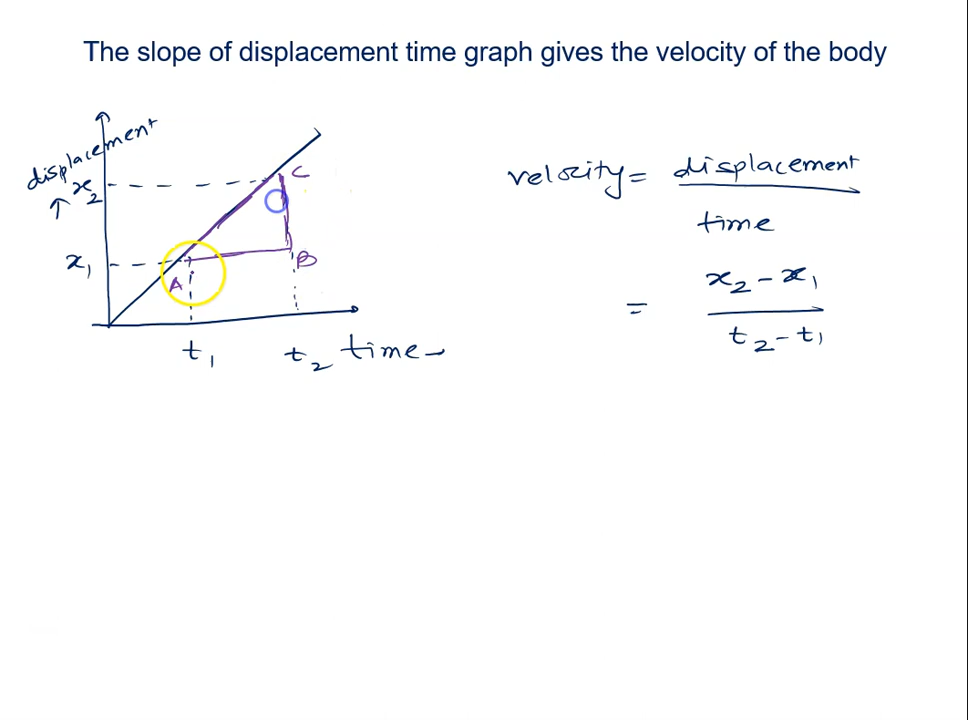 The slope of displacement time graph gives the velocity of the body
displacement
x2
x1
A
B
C
t1
t2 time
velocity = displacement
time
= x2 - x1
t2 - t1